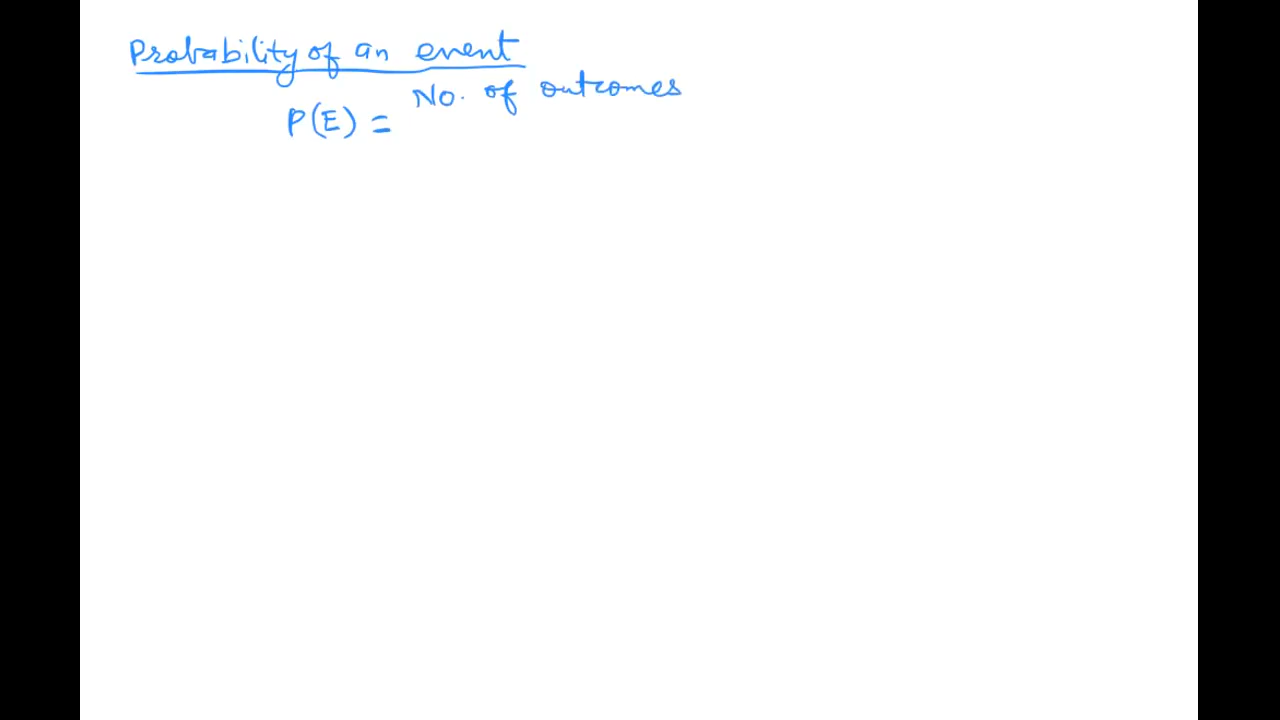 Probability of an event
No. of outcomes
P(E) =